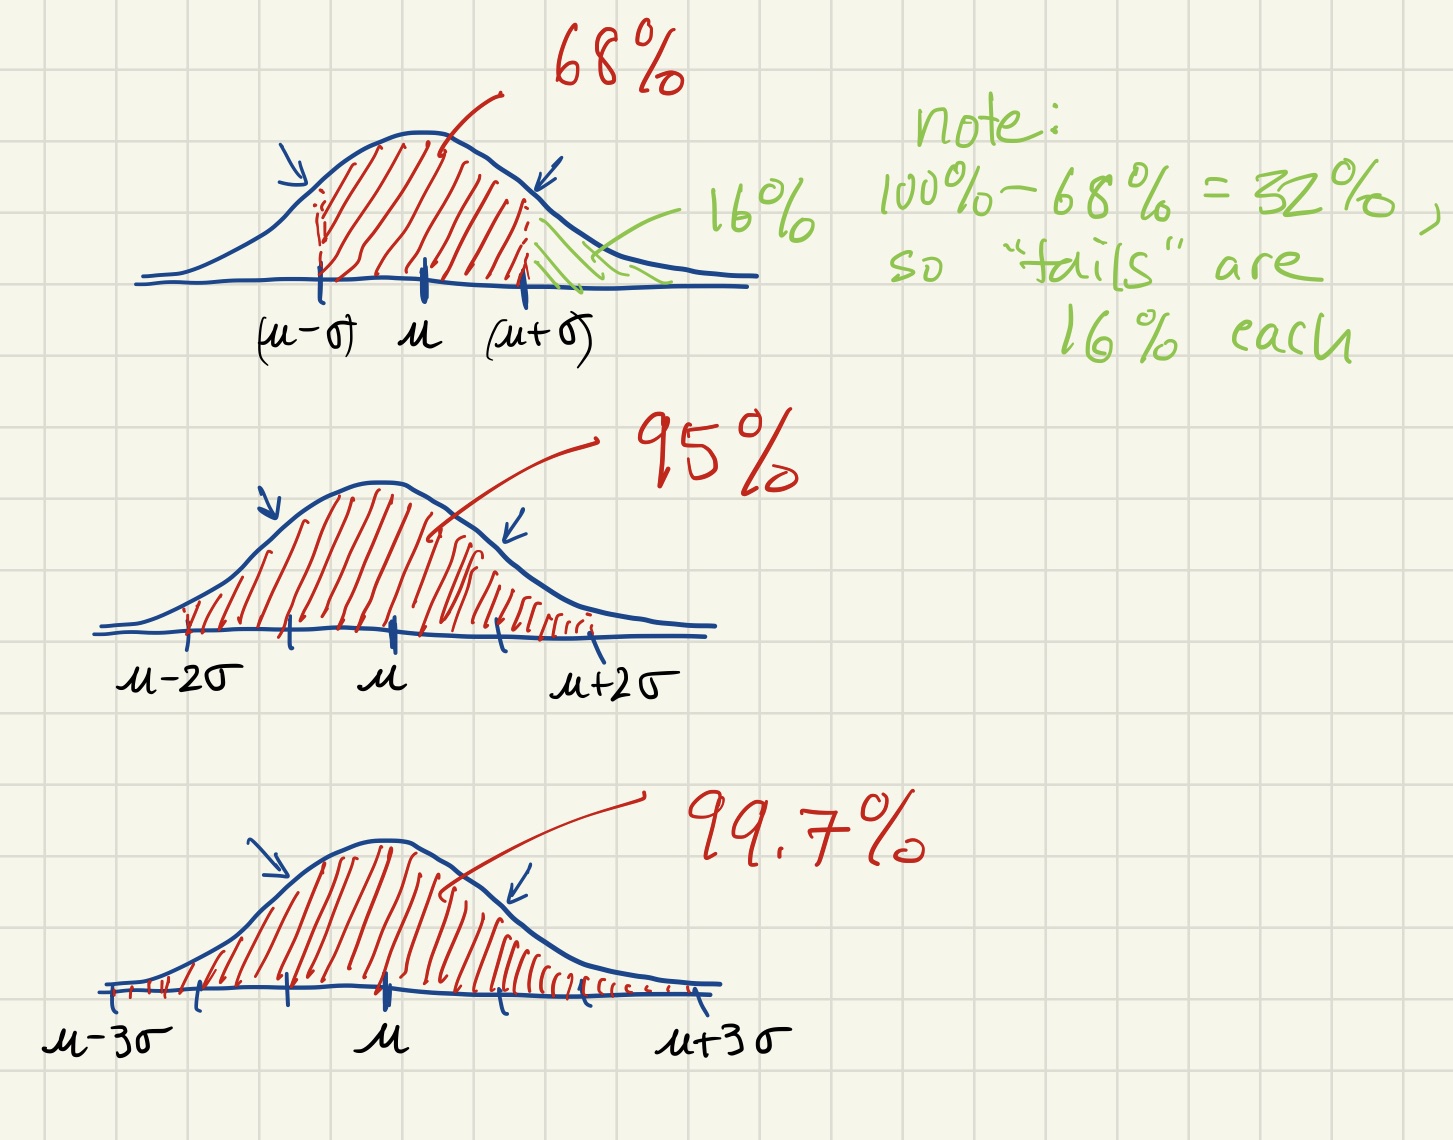 68%
note:
100% - 68% = 32%,
16%
so "tails" are
16% each
(μ-σ) μ (μ+σ)
95%
μ-2σ μ μ+2σ
99.7%
μ-3σ μ μ+3σ